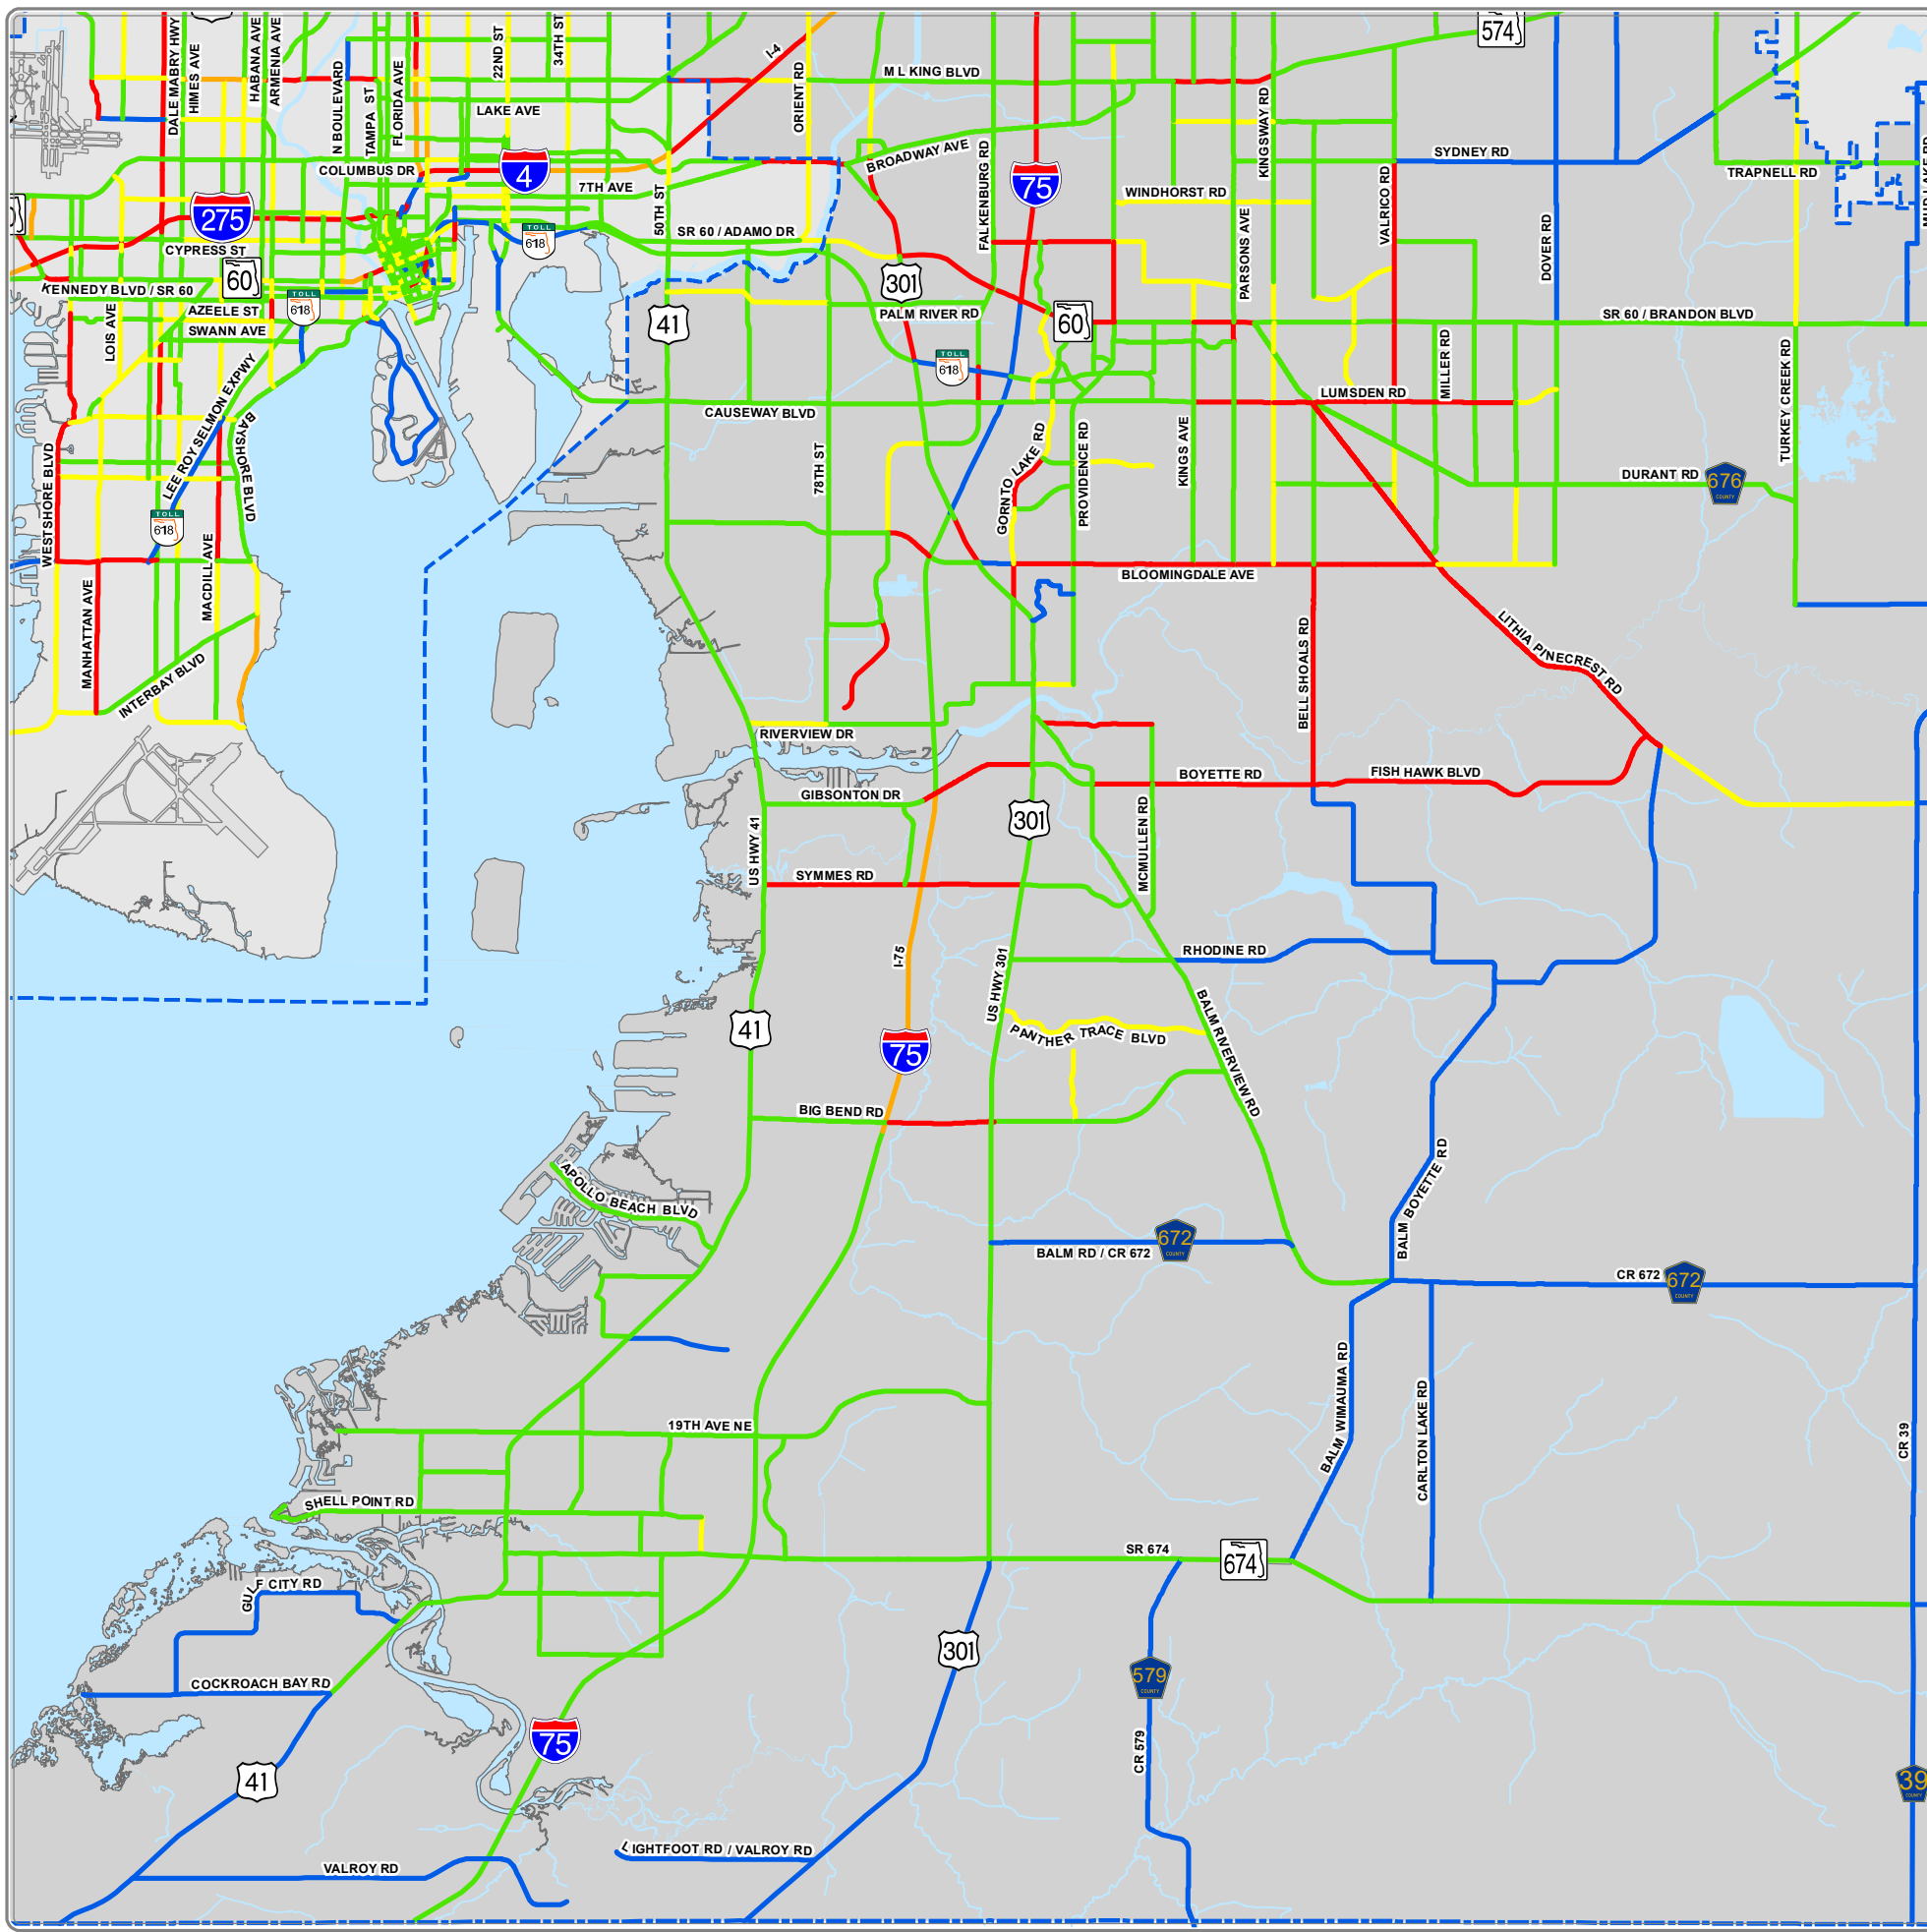 574
DALE MABRY HWY
HIMES AVE
HABANA AVE
ARMENIA AVE
N BOULEVARD
TAMPA ST
FLORIDA AVE
22ND ST
34TH ST
I-4
ORIENT RD
M L KING BLVD
LAKE AVE
COLUMBUS DR
4
7TH AVE
50TH ST
BROADWAY AVE
FALKENBURG RD
75
WINDHORST RD
KINGSWAY RD
PARSONS AVE
VALRICO RD
SYDNEY RD
DOVER RD
TRAPNELL RD
275
CYPRESS ST
60
TOLL
618
SR 60 / ADAMO DR
KENNEDY BLVD / SR 60
AZEELE ST
SWANN AVE
LOIS AVE
TOLL
618
41
301
PALM RIVER RD
60
SR 60 / BRANDON BLVD
TOLL
618
LEE ROY SELMON EXPWY
BAYSHORE BLVD
CAUSEWAY BLVD
LUMSDEN RD
MILLER RD
TURKEY CREEK RD
WESTSHORE BLVD
TOLL
618
78TH ST
GORNTO LAKE RD
PROVIDENCE RD
KINGS AVE
DURANT RD
676
COUNTY
MANHATTAN AVE
MACDILL AVE
INTERBAY BLVD
BLOOMINGDALE AVE
BELL SHOALS RD
LITHIA PINECREST RD
RIVERVIEW DR
GIBSONTON DR
BOYETTE RD
FISH HAWK BLVD
US HWY 41
301
MCMULLEN RD
SYMMES RD
I-75
US HWY 301
RHODINE RD
41
75
PANTHER TRACE BLVD
BALM RIVERVIEW RD
BIG BEND RD
APOLLO BEACH BLVD
BALM RD / CR 672
672
COUNTY
BALM BOYETTE RD
CR 672
672
COUNTY
BALM WIMAUMA RD
CARLTON LAKE RD
CR 39
19TH AVE NE
SHELL POINT RD
SR 674
674
GULF CITY RD
COCKROACH BAY RD
301
579
COUNTY
CR 579
41
75
39
COUNTY
LIGHTFOOT RD / VALROY RD
VALROY RD